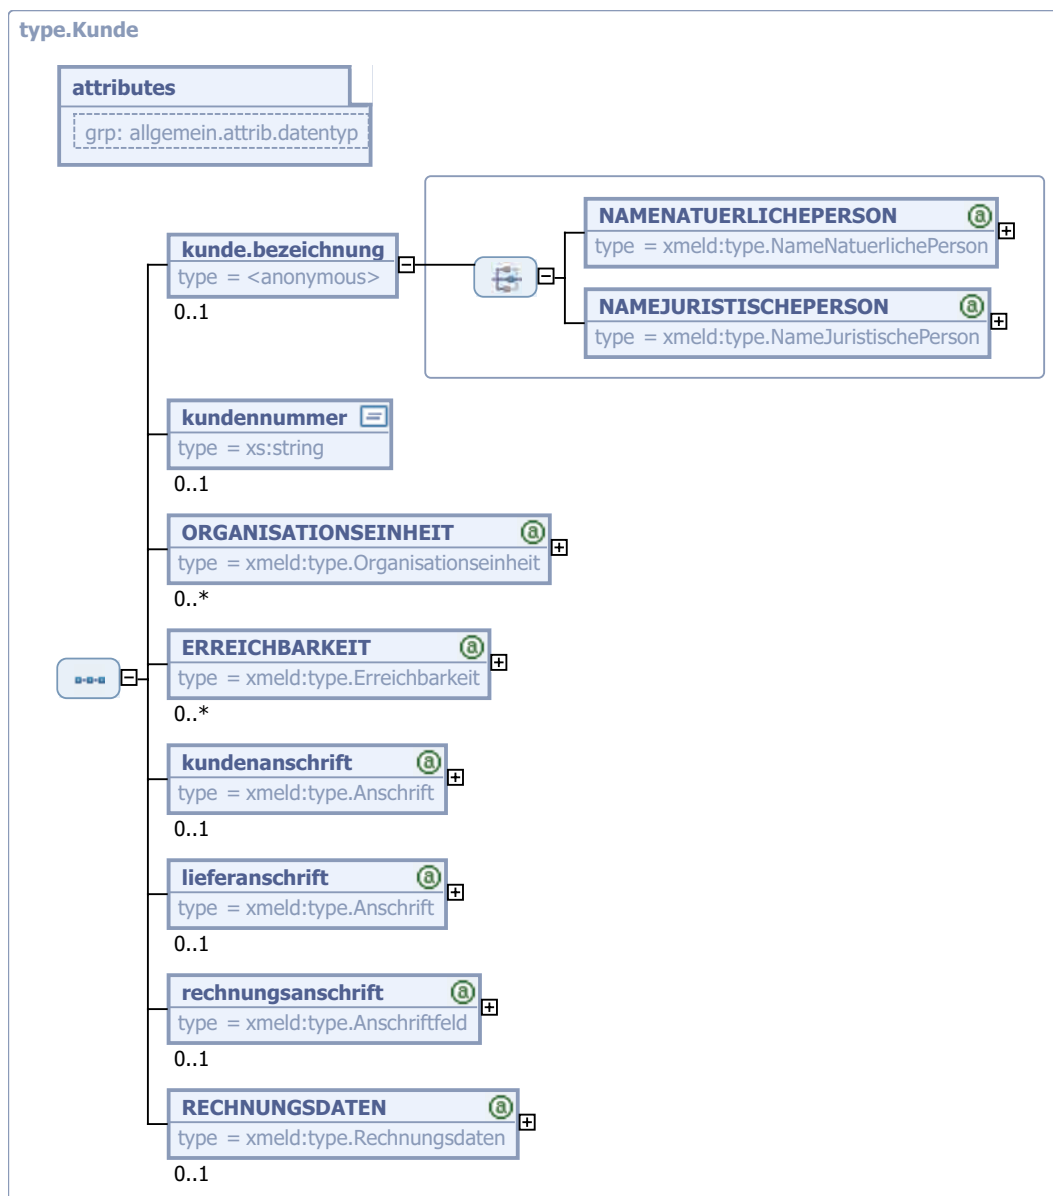 type.Kunde
attributes
grp: allgemein.attrib.datentyp
kunde.bezeichnung
type = <anonymous>
0..1
NAMENATUERLICHEPERSON
type = xmeld:type.NameNatuerlichePerson
NAMEJURISTISCHEPERSON
type = xmeld:type.NameJuristischePerson
kundennummer
type = xs:string
0..1
ORGANISATIONSEINHEIT
type = xmeld:type.Organisationseinheit
0..*
ERREICHBARKEIT
type = xmeld:type.Erreichbarkeit
0..*
kundenanschrift
type = xmeld:type.Anschrift
0..1
lieferanschrift
type = xmeld:type.Anschrift
0..1
rechnungsanschrift
type = xmeld:type.Anschriftfeld
0..1
RECHNUNGSDATEN
type = xmeld:type.Rechnungsdaten
0..1